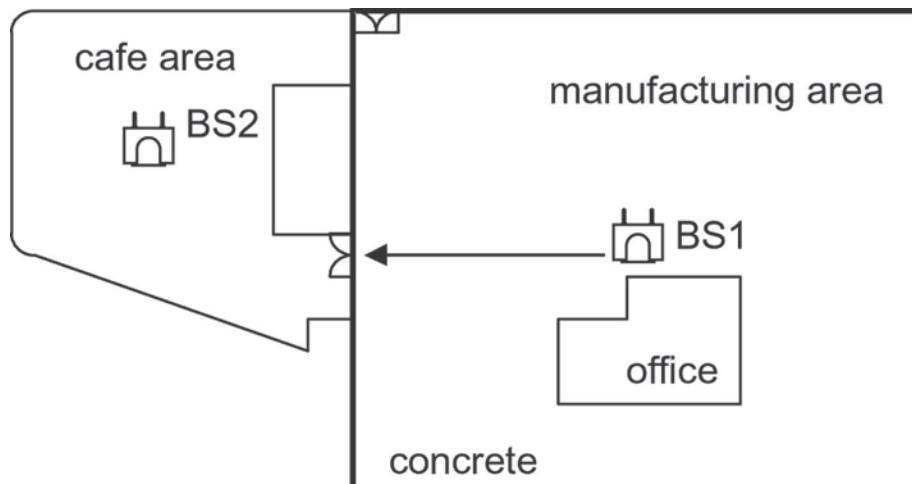 cafe area
manufacturing area
BS2
BS1
office
concrete